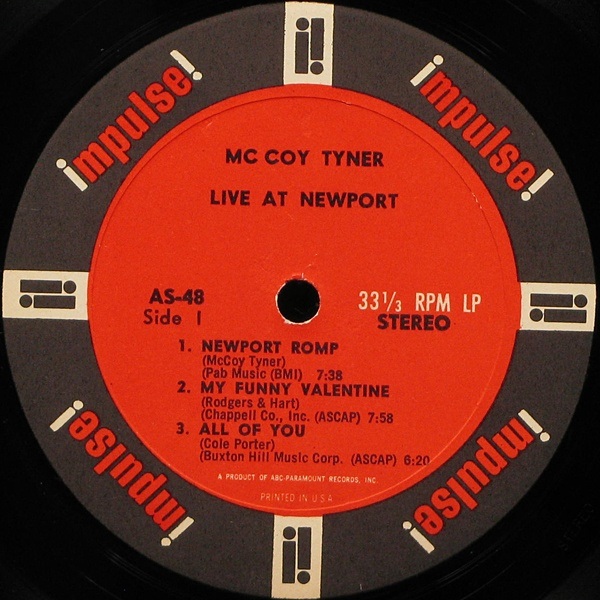 impulse!
impulse!
MC COY TYNER
LIVE AT NEWPORT
AS-48
Side 1
33 1/3 RPM LP
STEREO
1. NEWPORT ROMP
(McCoy Tyner)
(Pab Music (BMI) 7:38
2. MY FUNNY VALENTINE
(Rodgers & Hart)
(Chappell Co., Inc. (ASCAP) 7:58
3. ALL OF YOU
(Cole Porter)
(Buxton Hill Music Corp. (ASCAP) 6:20
A PRODUCT OF ABC-PARAMOUNT RECORDS, INC.
PRINTED IN U.S.A.
impulse!
impulse!